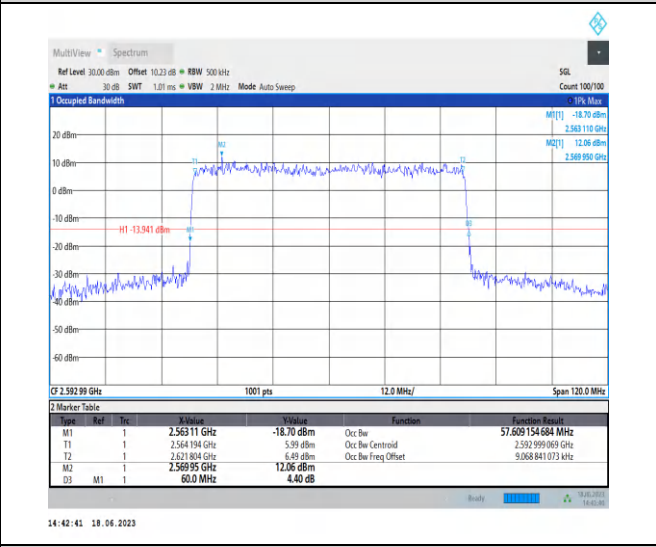 MultiView Spectrum
Ref Level 30.00 dBm Offset 10.23 dB RBW 500 kHz SGL
Att 30 dB SWT 1.01 ms VBW 2 MHz Mode Auto Sweep Count 100/100
1 Occupied Bandwidth 1Pk Max
M1[1] -18.70 dBm
2.563 110 GHz
M2[1] 12.06 dBm
2.569 950 GHz
20 dBm
M2
T1
T2
10 dBm
0 dBm
-10 dBm
H1 -13.941 dBm
M1
-20 dBm
-30 dBm
-40 dBm
-50 dBm
-60 dBm
CF 2.592 99 GHz 1001 pts 12.0 MHz/ Span 120.0 MHz
2 Marker Table
Type Ref Trc X-Value Y-Value Function Function Result
M1 1 2.56311 GHz -18.70 dBm Occ Bw 57.609 154 684 MHz
T1 1 2.564 194 GHz 5.99 dBm Occ Bw Centroid 2.592 999 069 GHz
T2 1 2.621 804 GHz 6.49 dBm Occ Bw Freq Offset 9.068 841 073 kHz
M2 1 2.56995 GHz 12.06 dBm
D3 M1 1 60.0 MHz 4.40 dB
Ready 18.06.2023
14:42:41 18.06.2023